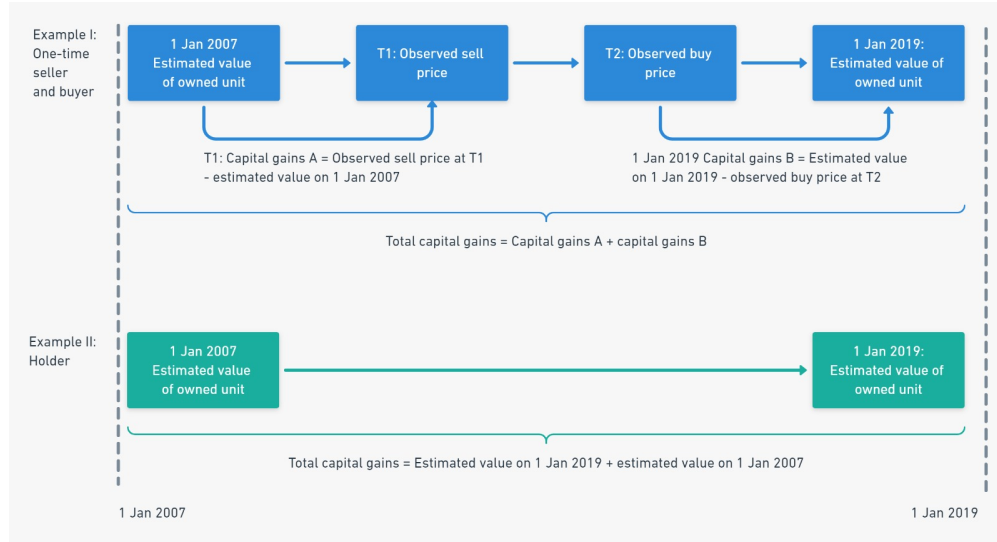 Example I:
One-time
seller
and buyer
1 Jan 2007
Estimated value
of owned unit
T1: Observed sell
price
T2: Observed buy
price
1 Jan 2019:
Estimated value of
owned unit
T1: Capital gains A = Observed sell price at T1
- estimated value on 1 Jan 2007
1 Jan 2019 Capital gains B = Estimated value
on 1 Jan 2019 - observed buy price at T2
Total capital gains = Capital gains A + capital gains B
Example II:
Holder
1 Jan 2007
Estimated value
of owned unit
1 Jan 2019:
Estimated value of
owned unit
Total capital gains = Estimated value on 1 Jan 2019 + estimated value on 1 Jan 2007
1 Jan 2007
1 Jan 2019